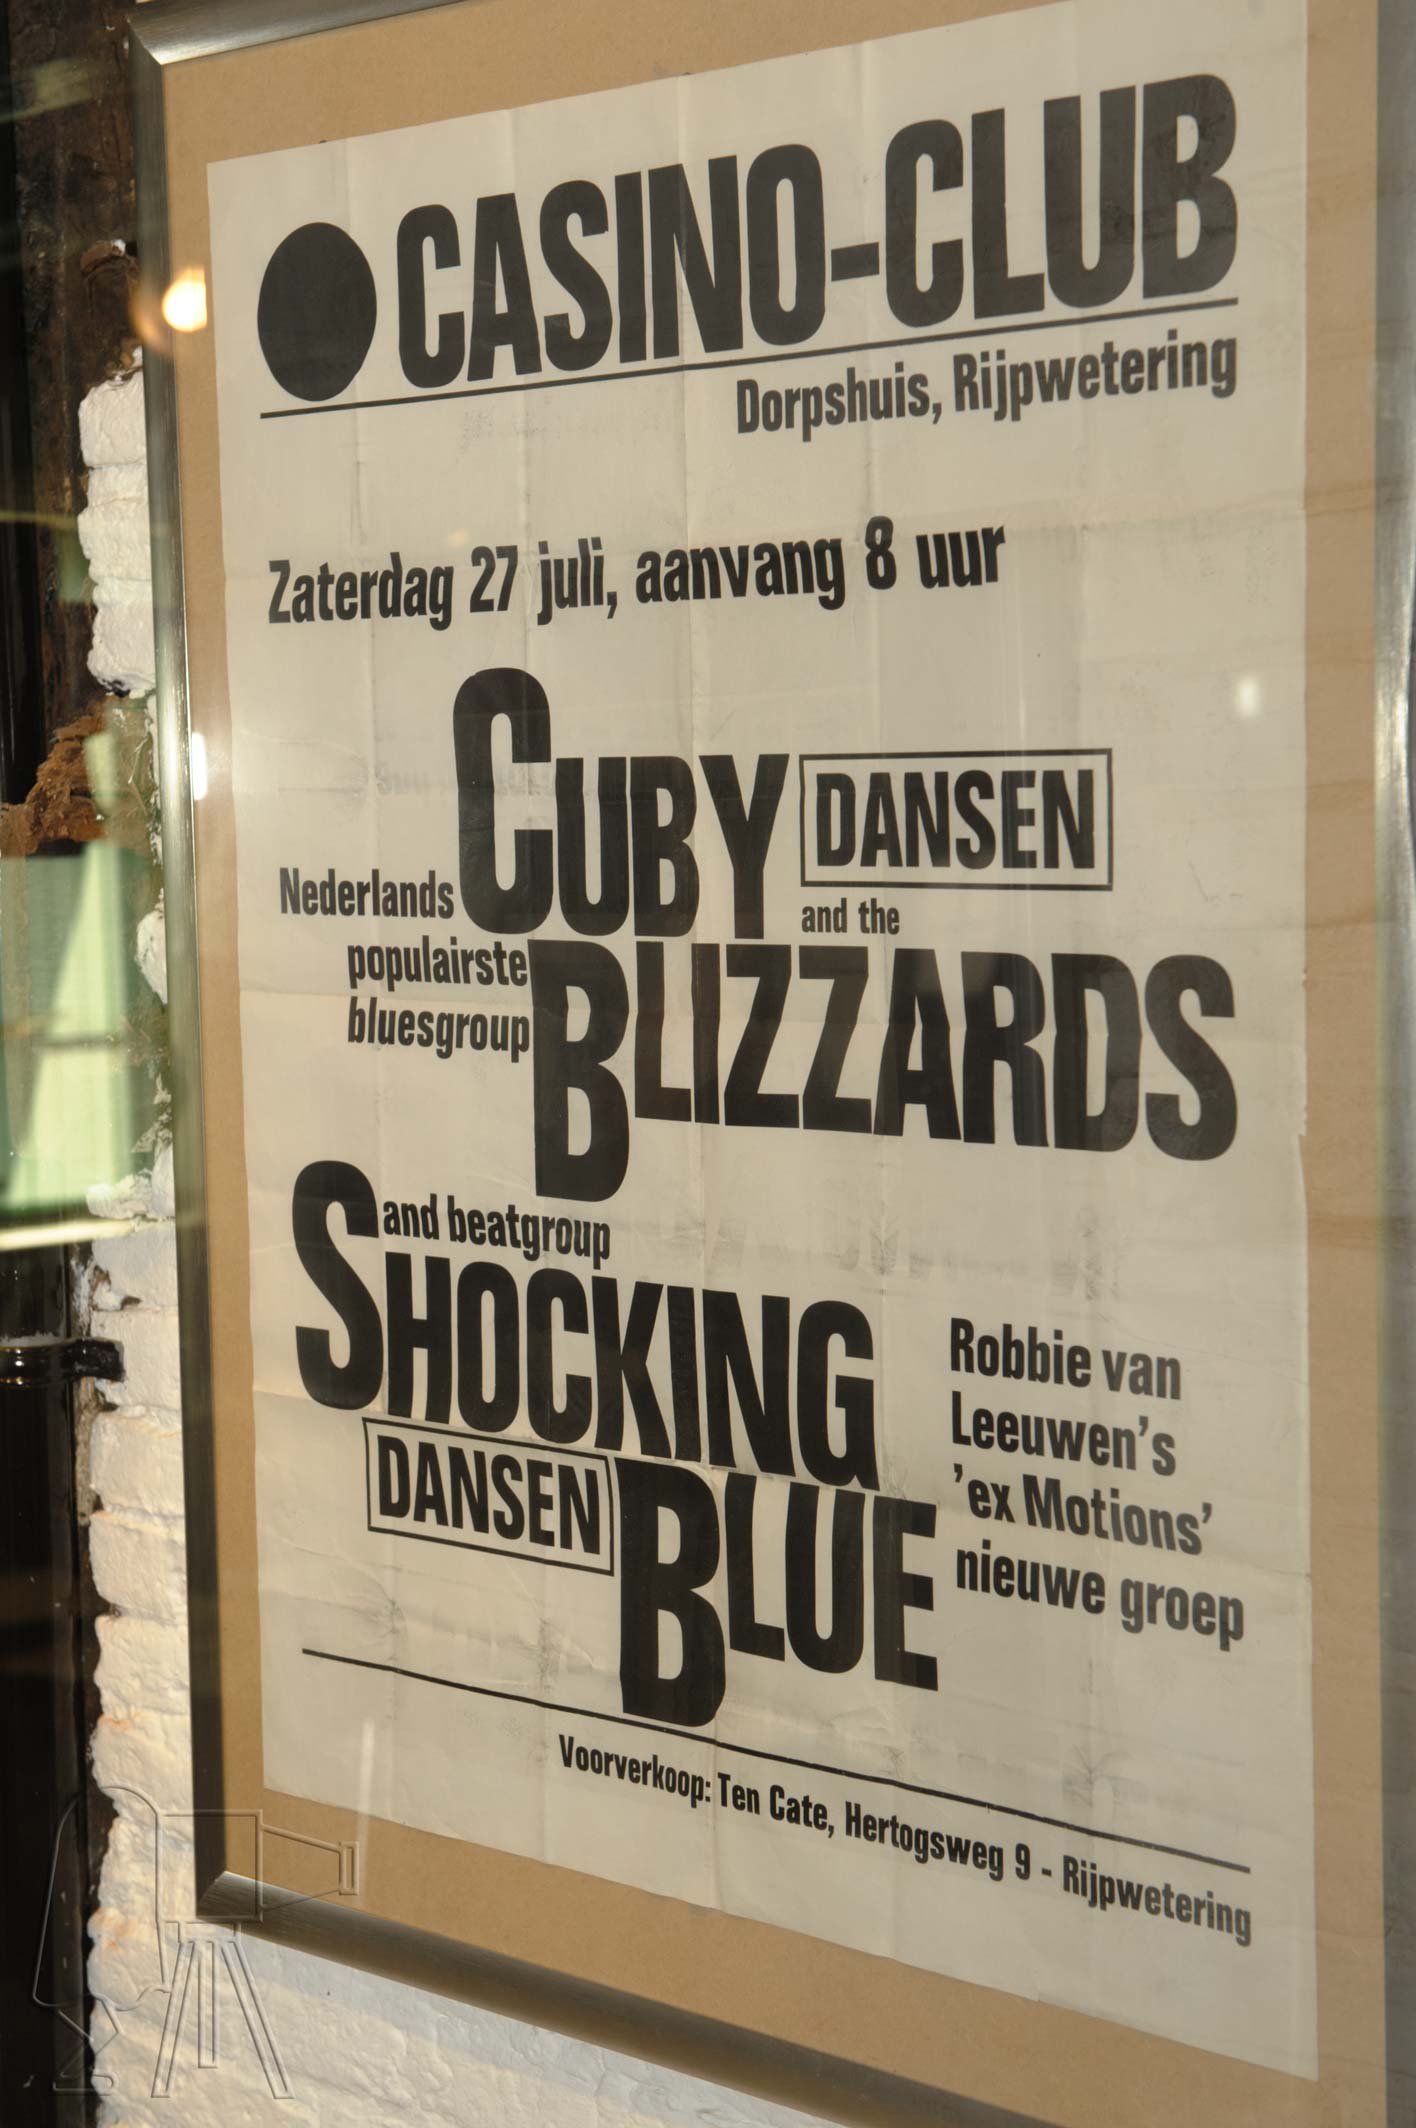 CASINO-CLUB
Dorpshuis, Rijpwetering
Zaterdag 27 juli, aanvang 8 uur
CUBY DANSEN
and the
Nederlands
populairste
bluesgroup
BLIZZARDS
and beatgroup
SHOCKING
DANSEN BLUE
Robbie van
Leeuwen's
'ex Motions'
nieuwe groep
Voorverkoop: Ten Cate, Hertogsweg 9 - Rijpwetering